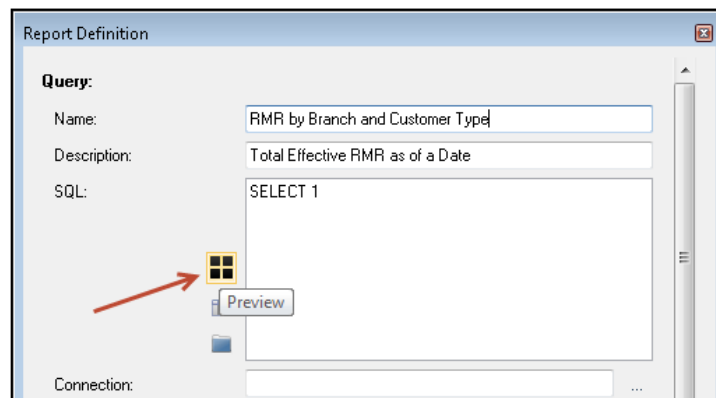 Report Definition
Query:
Name:
RMR by Branch and Customer Type
Description:
Total Effective RMR as of a Date
SQL:
SELECT 1
Preview
Connection:
...